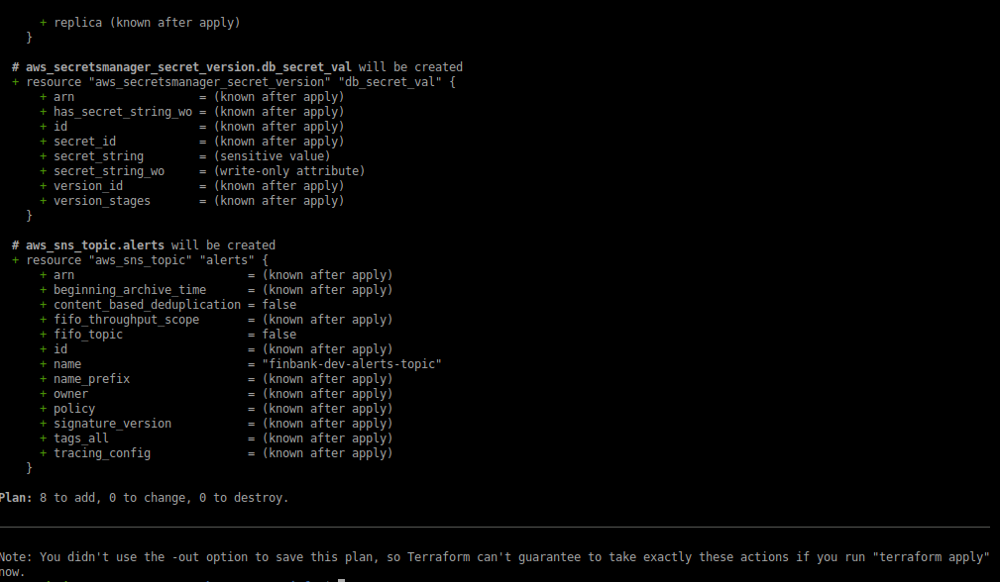 + replica (known after apply)
}
# aws_secretsmanager_secret_version.db_secret_val will be created
+ resource "aws_secretsmanager_secret_version" "db_secret_val" {
+ arn = (known after apply)
+ has_secret_string_wo = (known after apply)
+ id = (known after apply)
+ secret_id = (known after apply)
+ secret_string = (sensitive value)
+ secret_string_wo = (write-only attribute)
+ version_id = (known after apply)
+ version_stages = (known after apply)
}
# aws_sns_topic.alerts will be created
+ resource "aws_sns_topic" "alerts" {
+ arn = (known after apply)
+ beginning_archive_time = (known after apply)
+ content_based_deduplication = false
+ fifo_throughput_scope = (known after apply)
+ fifo_topic = false
+ id = (known after apply)
+ name = "finbank-dev-alerts-topic"
+ name_prefix = (known after apply)
+ owner = (known after apply)
+ policy = (known after apply)
+ signature_version = (known after apply)
+ tags_all = (known after apply)
+ tracing_config = (known after apply)
}
Plan: 8 to add, 0 to change, 0 to destroy.
Note: You didn't use the -out option to save this plan, so Terraform can't guarantee to take exactly these actions if you run "terraform apply"
now.